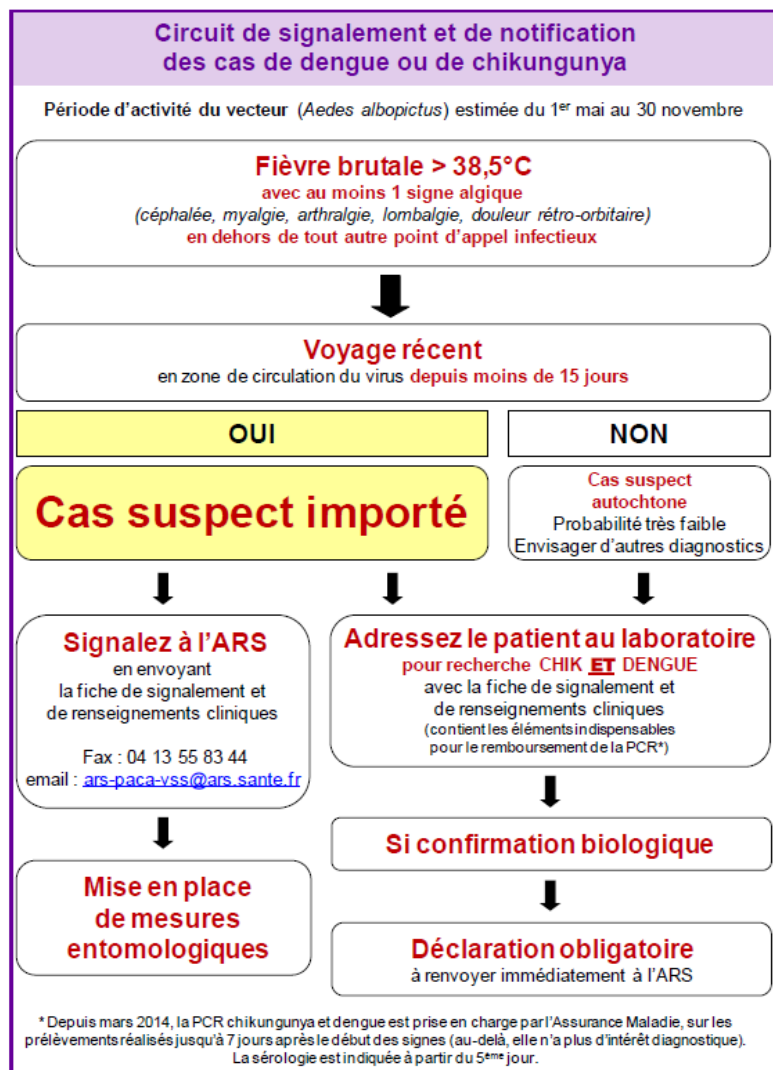 Circuit de signalement et de notification
des cas de dengue ou de chikungunya
Période d'activité du vecteur (Aedes albopictus) estimée du 1er mai au 30 novembre
Fièvre brutale > 38,5°C
avec au moins 1 signe algique
(céphalée, myalgie, arthralgie, lombalgie, douleur rétro-orbitaire)
en dehors de tout autre point d'appel infectieux
Voyage récent
en zone de circulation du virus depuis moins de 15 jours
OUI
NON
Cas suspect importé
Cas suspect
autochtone
Probabilité très faible
Envisager d'autres diagnostics
Signalez à l'ARS
en envoyant
la fiche de signalement et
de renseignements cliniques
Fax : 04 13 55 83 44
email : ars-paca-vss@ars.sante.fr
Adressez le patient au laboratoire
pour recherche CHIK ET DENGUE
avec la fiche de signalement et
de renseignements cliniques
(contient les éléments indispensables
pour le remboursement de la PCR*)
Mise en place
de mesures
entomologiques
Si confirmation biologique
Déclaration obligatoire
à renvoyer immédiatement à l'ARS
* Depuis mars 2014, la PCR chikungunya et dengue est prise en charge par l'Assurance Maladie, sur les
prélèvements réalisés jusqu'à 7 jours après le début des signes (au-delà, elle n'a plus d'intérêt diagnostique).
La sérologie est indiquée à partir du 5ème jour.